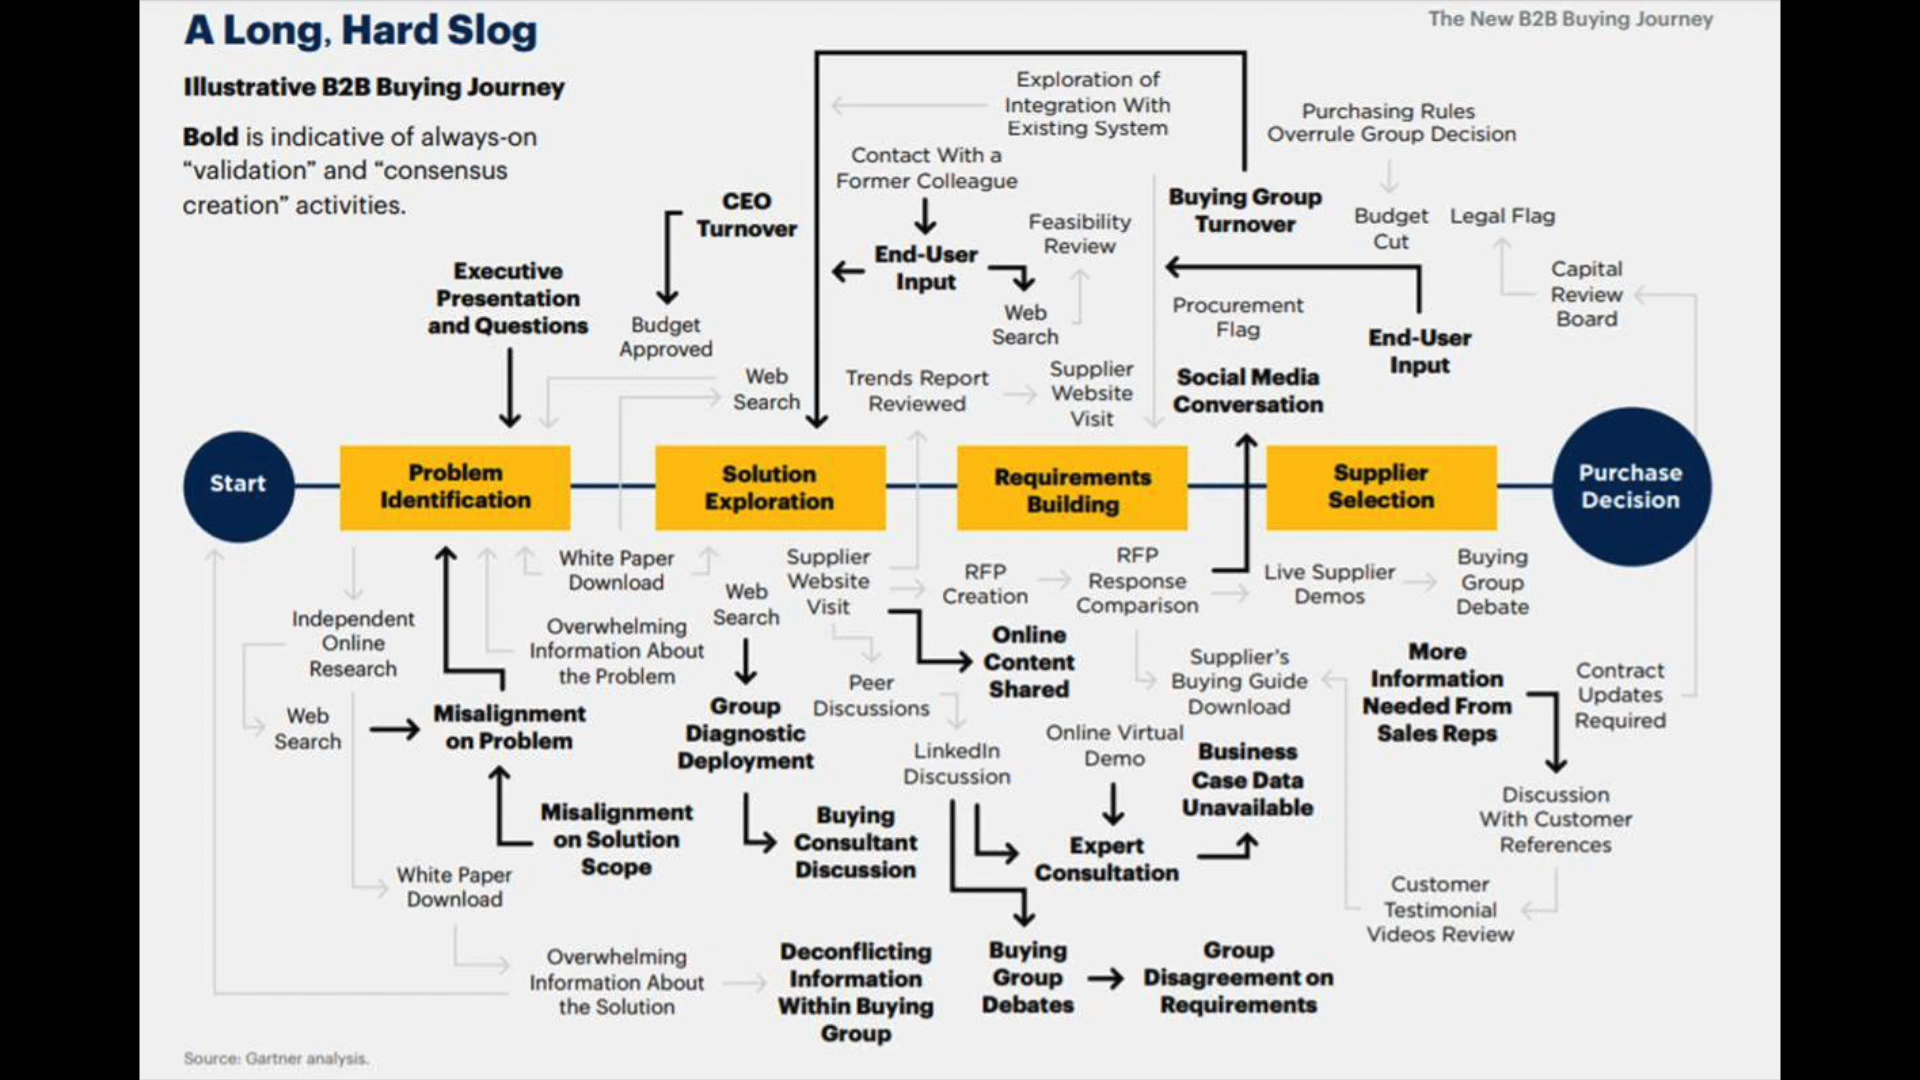 A Long, Hard Slog
The New B2B Buying Journey
Illustrative B2B Buying Journey
Bold is indicative of always-on
“validation” and “consensus
creation” activities.
Exploration of
Integration With
Existing System
Purchasing Rules
Overrule Group Decision
Contact With a
Former Colleague
CEO
Turnover
Buying Group
Turnover
Feasibility
Review
Budget
Cut
Legal Flag
End-User
Input
Executive
Presentation
and Questions
Capital
Review
Board
Budget
Approved
Web
Search
Procurement
Flag
End-User
Input
Web
Search
Trends Report
Reviewed
Supplier
Website
Visit
Social Media
Conversation
Start
Problem
Identification
Solution
Exploration
Requirements
Building
Supplier
Selection
Purchase
Decision
White Paper
Download
Supplier
Website
Visit
RFP
Creation
RFP
Response
Comparison
Live Supplier
Demos
Buying
Group
Debate
Web
Search
Independent
Online
Research
Overwhelming
Information About
the Problem
Online
Content
Shared
Supplier's
Buying Guide
Download
More
Information
Needed From
Sales Reps
Contract
Updates
Required
Web
Search
Misalignment
on Problem
Group
Diagnostic
Deployment
Peer
Discussions
LinkedIn
Discussion
Online Virtual
Demo
Business
Case Data
Unavailable
Misalignment
on Solution
Scope
Buying
Consultant
Discussion
Expert
Consultation
Discussion
With Customer
References
White Paper
Download
Customer
Testimonial
Videos Review
Overwhelming
Information About
the Solution
Deconflicting
Information
Within Buying
Group
Buying
Group
Debates
Group
Disagreement on
Requirements
Source: Gartner analysis.